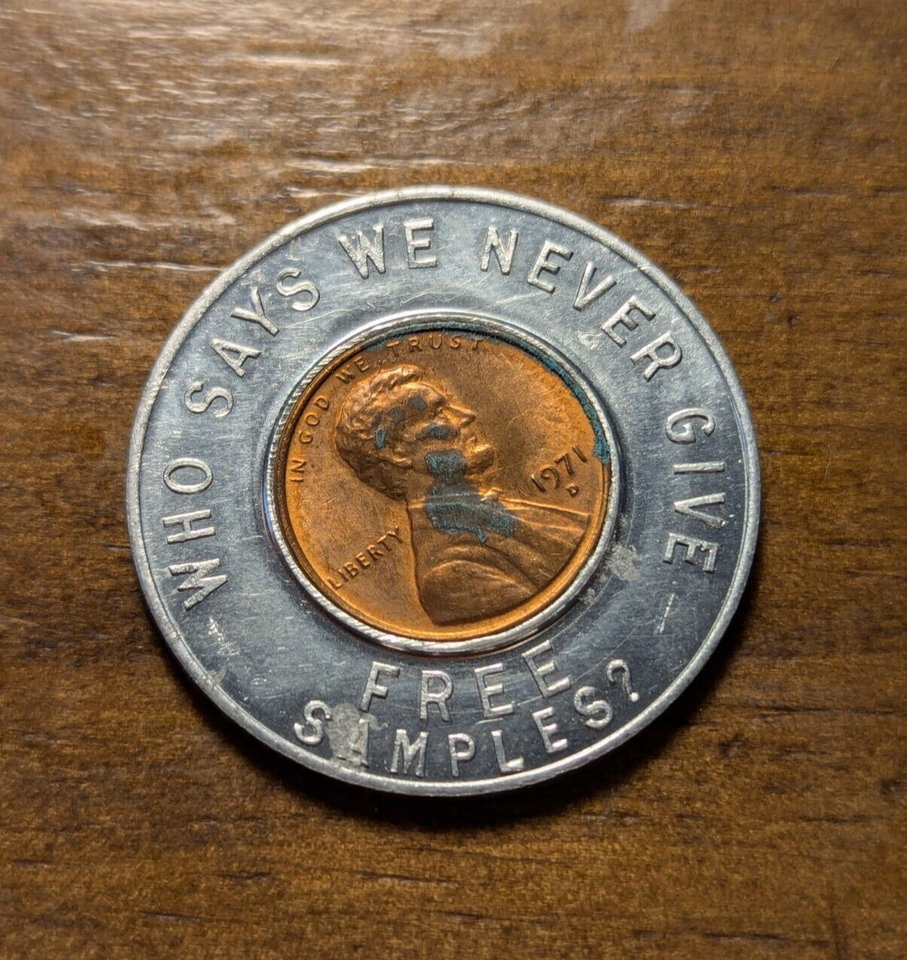 WHO SAYS WE NEVER GIVE
FREE
SAMPLES?
IN GOD WE TRUST
LIBERTY
1971
D